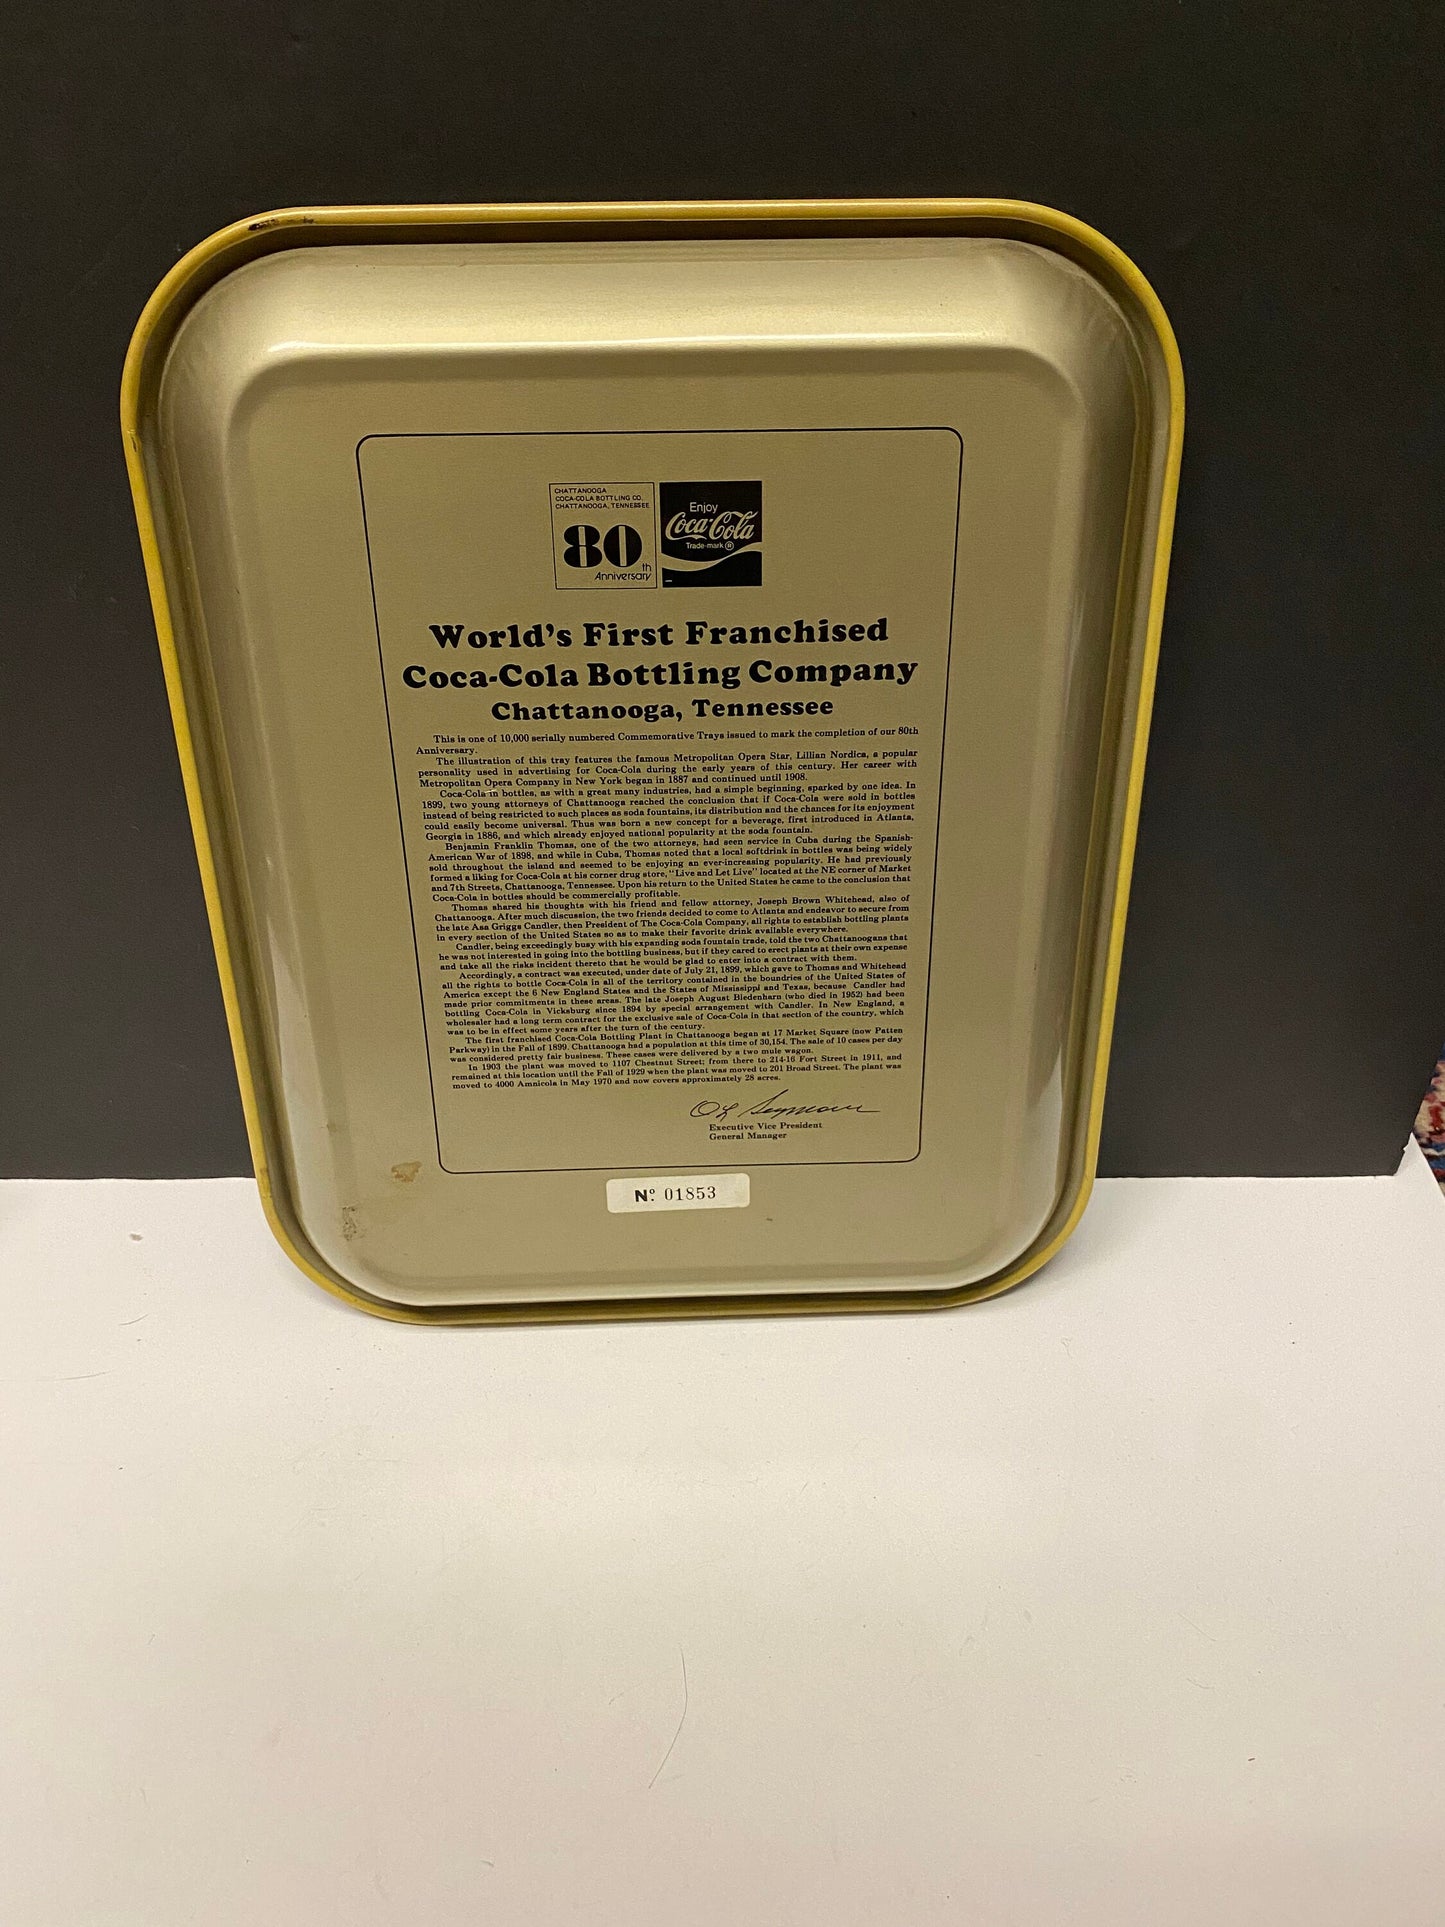 CHATTANOOGA
COCA-COLA BOTTLING CO.
CHATTANOOGA, TENNESSEE
80th
Anniversary
Enjoy
Coca-Cola
Trade-mark ®
World's First Franchised
Coca-Cola Bottling Company
Chattanooga, Tennessee
This is one of 10,000 serially numbered Commemorative Trays issued to mark the completion of our 80th
Anniversary.
The illustration of this tray features the famous Metropolitan Opera Star, Lillian Nordica, a popular
personality used in advertising for Coca-Cola during the early years of this century. Her career with
Metropolitan Opera Company in New York began in 1887 and continued until 1908.
Coca-Cola in bottles, as with a great many industries, had a simple beginning, sparked by one idea. In
1899, two young attorneys of Chattanooga reached the conclusion that if Coca-Cola were sold in bottles
instead of being restricted to such places as soda fountains, its distribution and the chances for its enjoyment
could easily become universal. Thus was born a new concept for a beverage, first introduced in Atlanta,
Georgia in 1886, and which already enjoyed national popularity at the soda fountain.
Benjamin Franklin Thomas, one of the two attorneys, had seen service in Cuba during the Spanish-
American War of 1898, and while in Cuba, Thomas noted that a local softdrink in bottles was being widely
sold throughout the island and seemed to be enjoying an ever-increasing popularity. He had previously
formed a liking for Coca-Cola at his corner drug store, "Live and Let Live" located at the NE corner of Market
and 7th Streets, Chattanooga, Tennessee. Upon his return to the United States he came to the conclusion that
Coca-Cola in bottles should be commercially profitable.
Thomas shared his thoughts with his friend and fellow attorney, Joseph Brown Whitehead, also of
Chattanooga. After much discussion, the two friends decided to come to Atlanta and endeavor to secure from
the late Asa Griggs Candler, then President of The Coca-Cola Company, all rights to establish bottling plants
in every section of the United States so as to make their favorite drink available everywhere.
Candler, being exceedingly busy with his expanding soda fountain trade, told the two Chattanoogans that
he was not interested in going into the bottling business, but if they cared to erect plants at their own expense
and take all the risks incident thereto that he would be glad to enter into a contract with them.
Accordingly, a contract was executed, under date of July 21, 1899, which gave to Thomas and Whitehead
all the rights to bottle Coca-Cola in all of the territory contained in the boundries of the United States of
America except the 6 New England States and the States of Mississippi and Texas, because Candler had
made prior commitments in these areas. The late Joseph August Biedenharn (who died in 1952) had been
bottling Coca-Cola in Vicksburg since 1894 by special arrangement with Candler. In New England, a
wholesaler had a long term contract for the exclusive sale of Coca-Cola in that section of the country, which
was to be in effect some years after the turn of the century.
The first franchised Coca-Cola Bottling Plant in Chattanooga began at 17 Market Square (now Patten
Parkway) in the Fall of 1899. Chattanooga had a population at this time of 30,154. The sale of 10 cases per day
was considered pretty fair business. These cases were delivered by a two mule wagon.
In 1903 the plant was moved to 1107 Chestnut Street; from there to 214-16 Fort Street in 1911, and
remained at this location until the Fall of 1929 when the plant was moved to 201 Broad Street. The plant was
moved to 4000 Amnicola in May 1970 and now covers approximately 28 acres.
OL Seymour
Executive Vice President
General Manager
Nº: 01853